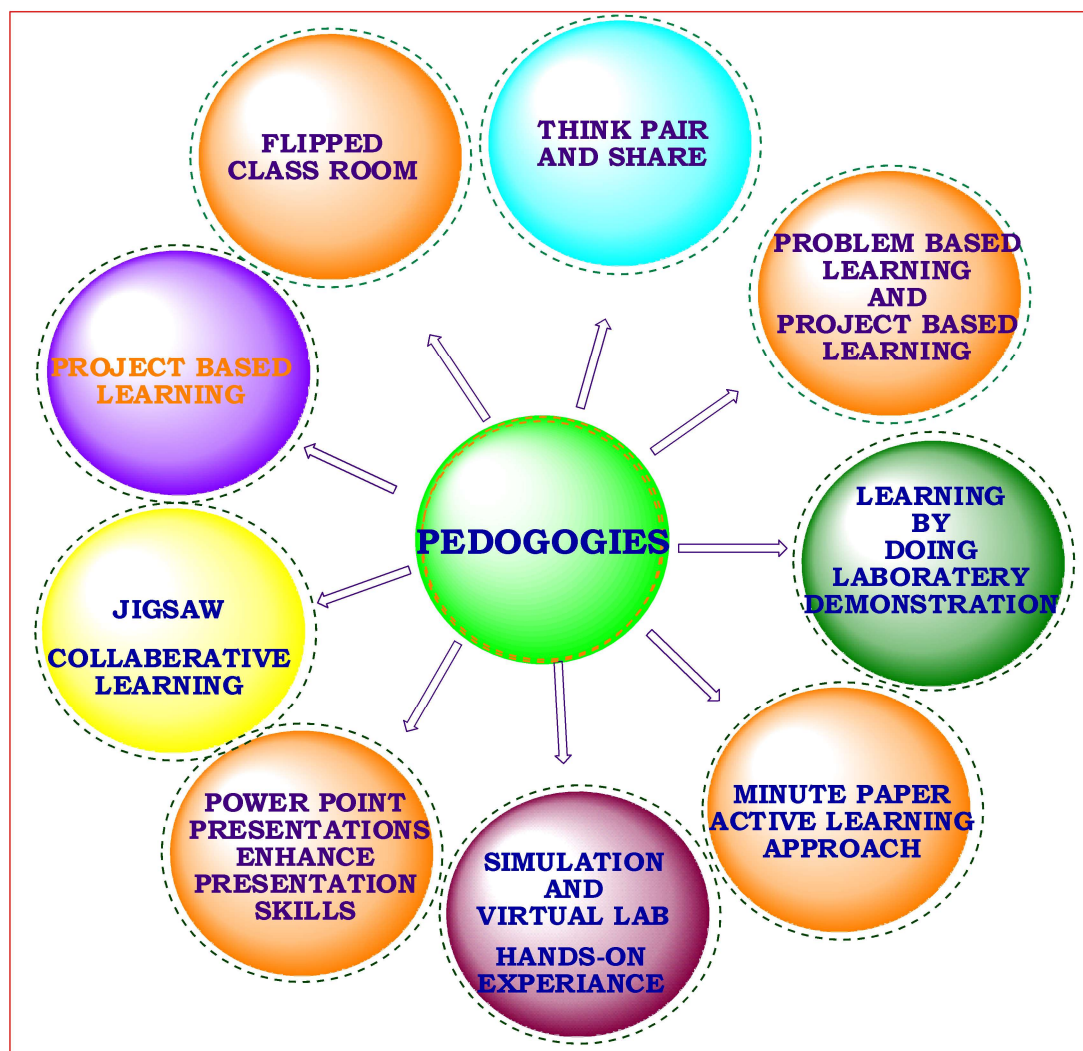 FLIPPED
CLASS ROOM
THINK PAIR
AND SHARE
PROBLEM BASED
LEARNING
AND
PROJECT BASED
LEARNING
PROJECT BASED
LEARNING
PEDOGOGIES
LEARNING
BY
DOING
LABORATERY
DEMONSTRATION
JIGSAW
COLLABERATIVE
LEARNING
MINUTE PAPER
ACTIVE LEARNING
APPROACH
POWER POINT
PRESENTATIONS
ENHANCE
PRESENTATION
SKILLS
SIMULATION
AND
VIRTUAL LAB
HANDS-ON
EXPERIANCE